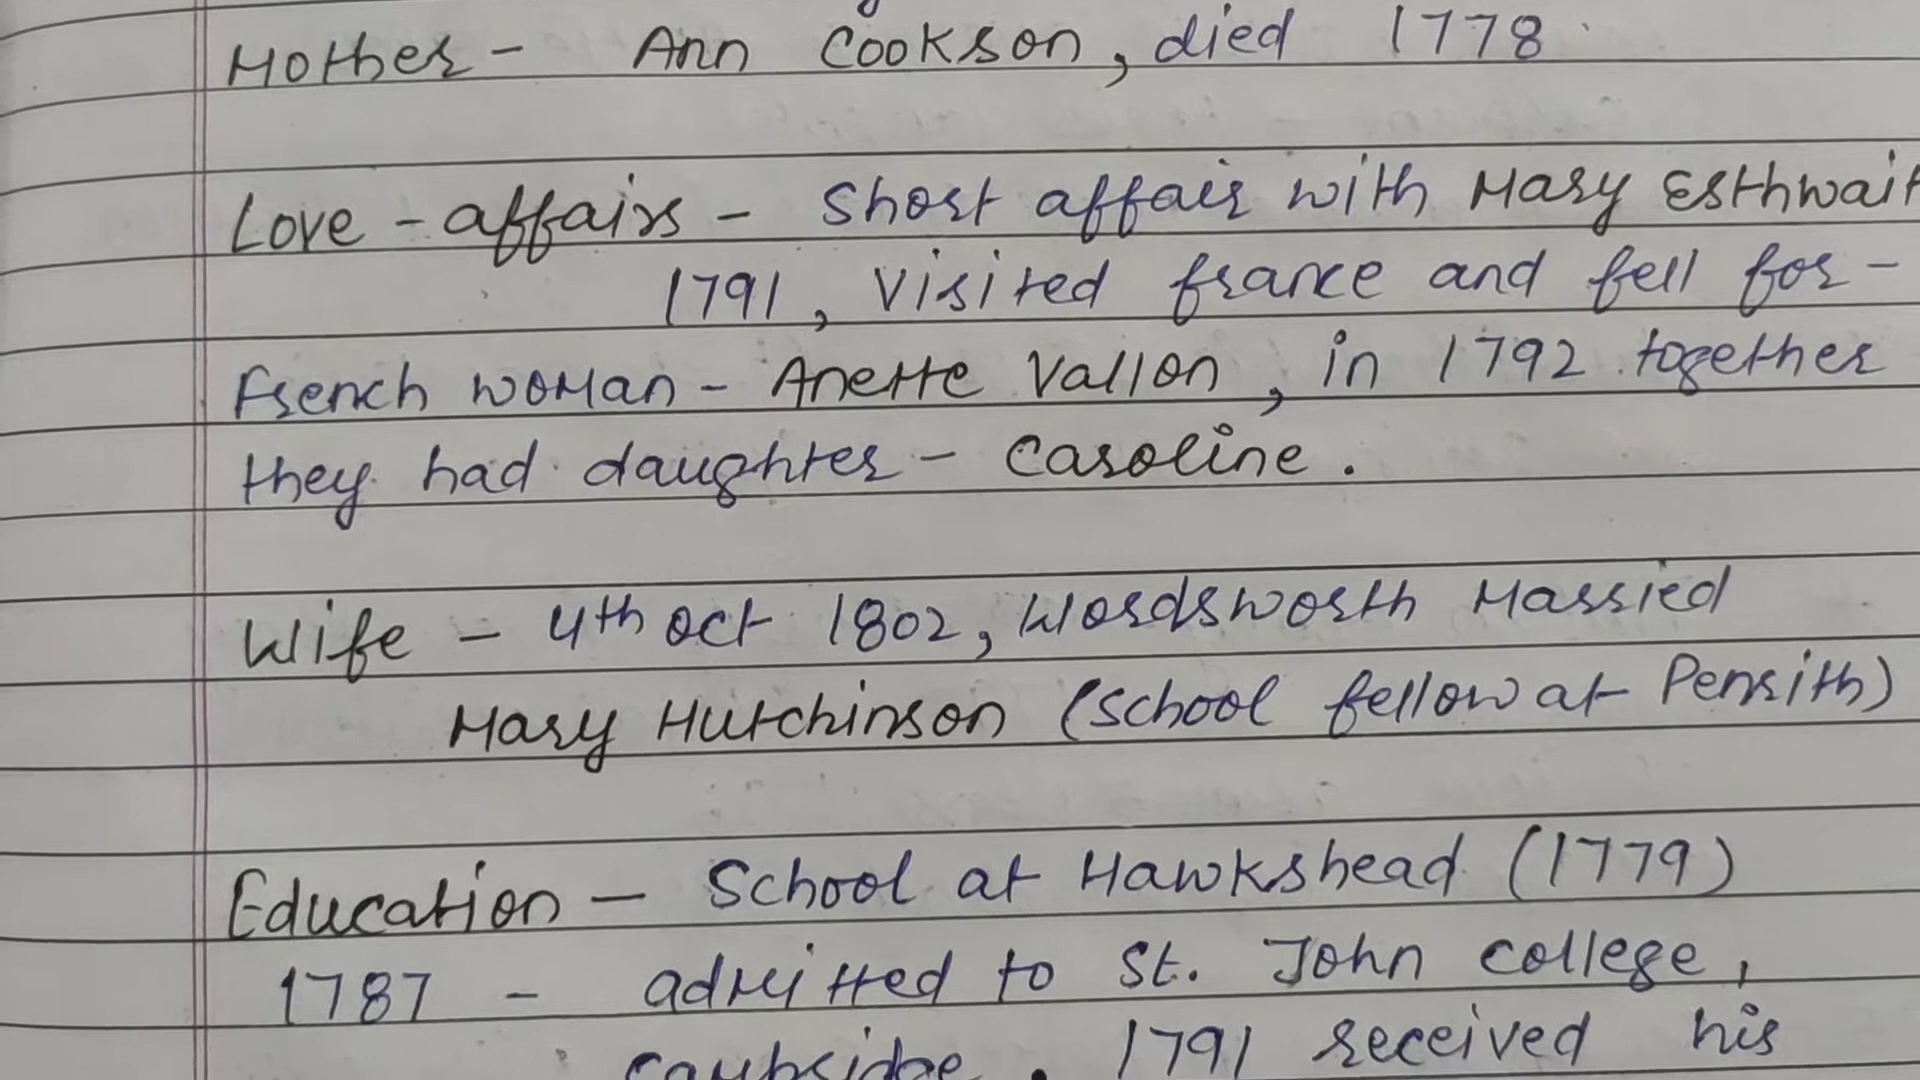 Mother - Ann Cookson, died 1778
Love - affairs - Short affair with Mary Esthwait
1791, Visited france and fell for -
French woman - Anette Vallon, in 1792 together
they had daughter - Caroline.
Wife - 4th oct 1802, Wordsworth Married
Mary Hutchinson (School fellow at Penrith)
Education - School at Hawkshead (1779)
1787 - admitted to St. John college,
cambridge. 1791 received his